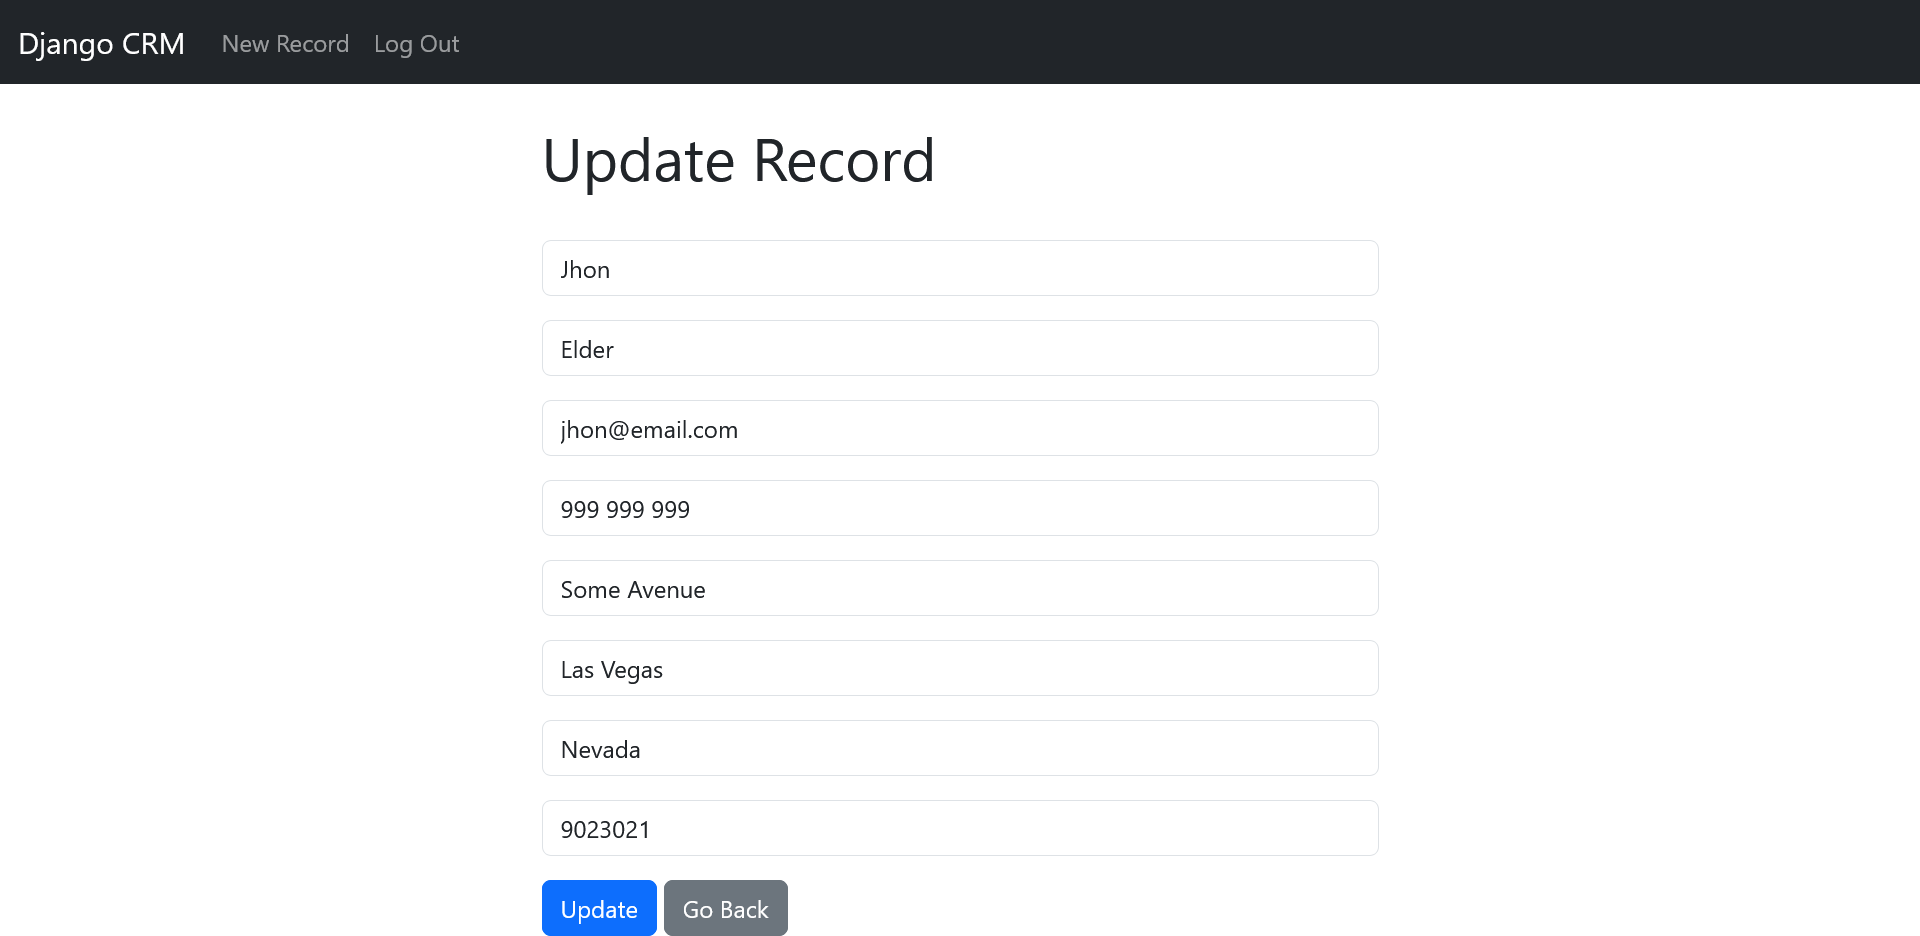 Django CRM New Record Log Out
Update Record
Jhon
Elder
jhon@email.com
999 999 999
Some Avenue
Las Vegas
Nevada
9023021
Update Go Back